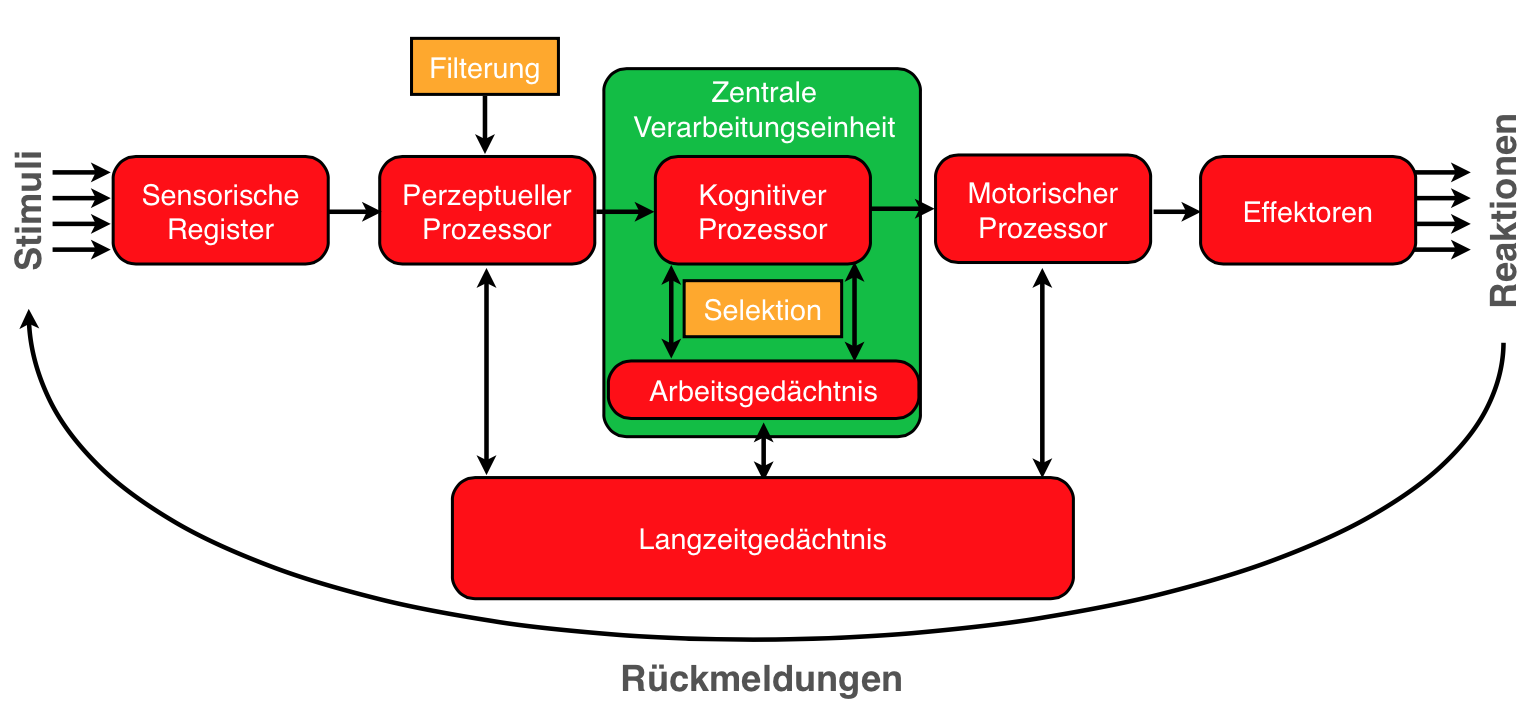 Filterung
Zentrale
Verarbeitungseinheit
Stimuli
Sensorische
Register
Perzeptueller
Prozessor
Kognitiver
Prozessor
Motorischer
Prozessor
Effektoren
Reaktionen
Selektion
Arbeitsgedächtnis
Langzeitgedächtnis
Rückmeldungen